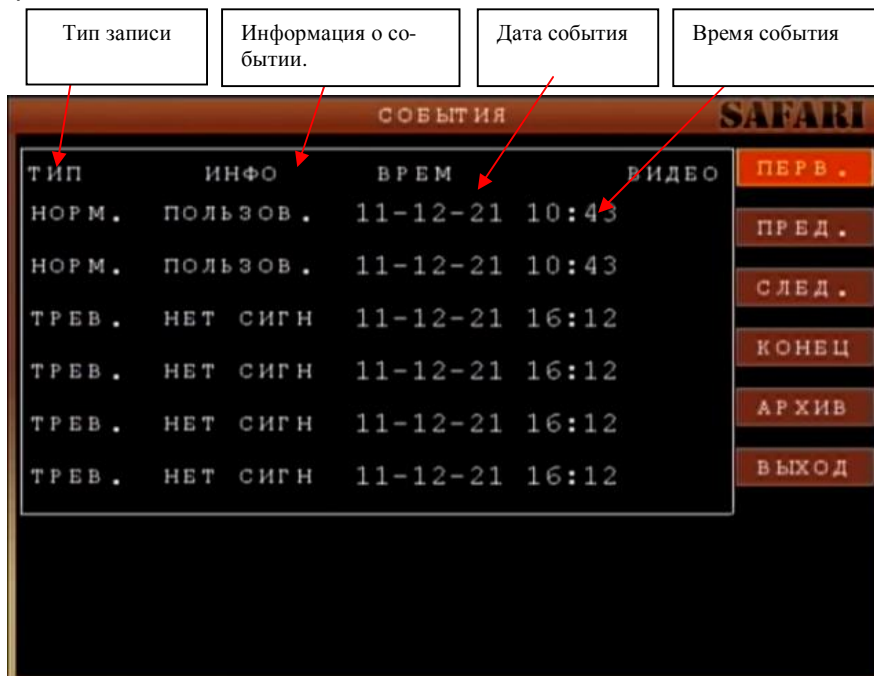 Тип записи
Информация о со-
бытии.
Дата события
Время события
СОБЫТИЯ
SAFARI
ТИП ИНФО ВРЕМ ВИДЕО
ПЕРВ.
НОРМ. ПОЛЬЗОВ. 11-12-21 10:43
ПРЕД.
НОРМ. ПОЛЬЗОВ. 11-12-21 10:43
СЛЕД.
ТРЕВ. НЕТ СИГН 11-12-21 16:12
КОНЕЦ
ТРЕВ. НЕТ СИГН 11-12-21 16:12
АРХИВ
ТРЕВ. НЕТ СИГН 11-12-21 16:12
ВЫХОД
ТРЕВ. НЕТ СИГН 11-12-21 16:12